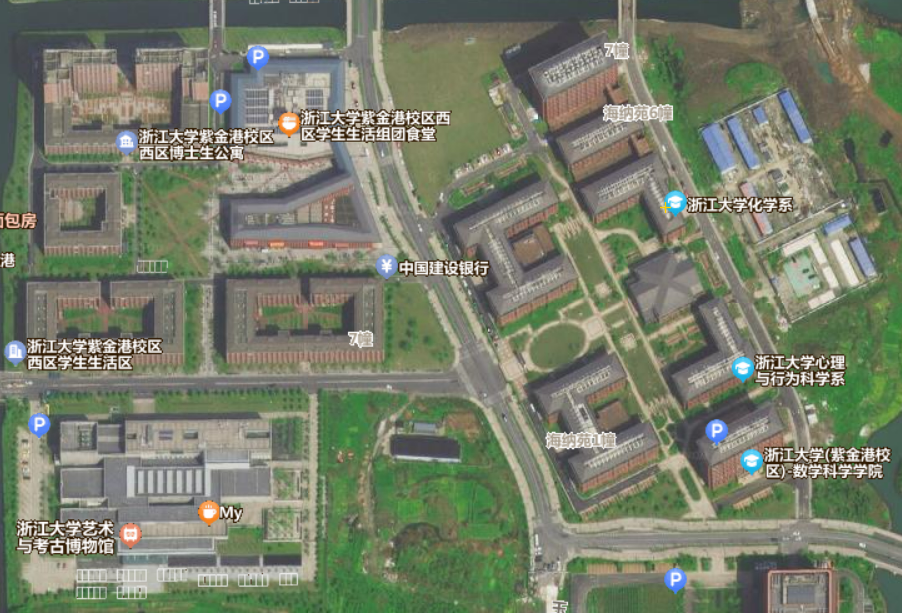 P
7幢
P
浙江大学紫金港校区西
区学生生活组团食堂
海纳苑6幢
浙江大学紫金港校区
西区博士生公寓
浙江大学化学系
面包房
港
¥
中国建设银行
7幢
浙江大学紫金港校区
西区学生生活区
浙江大学心理
与行为科学系
P
P
海纳苑1幢
浙江大学(紫金港校
区)-数学科学学院
My
浙江大学艺术
与考古博物馆
P